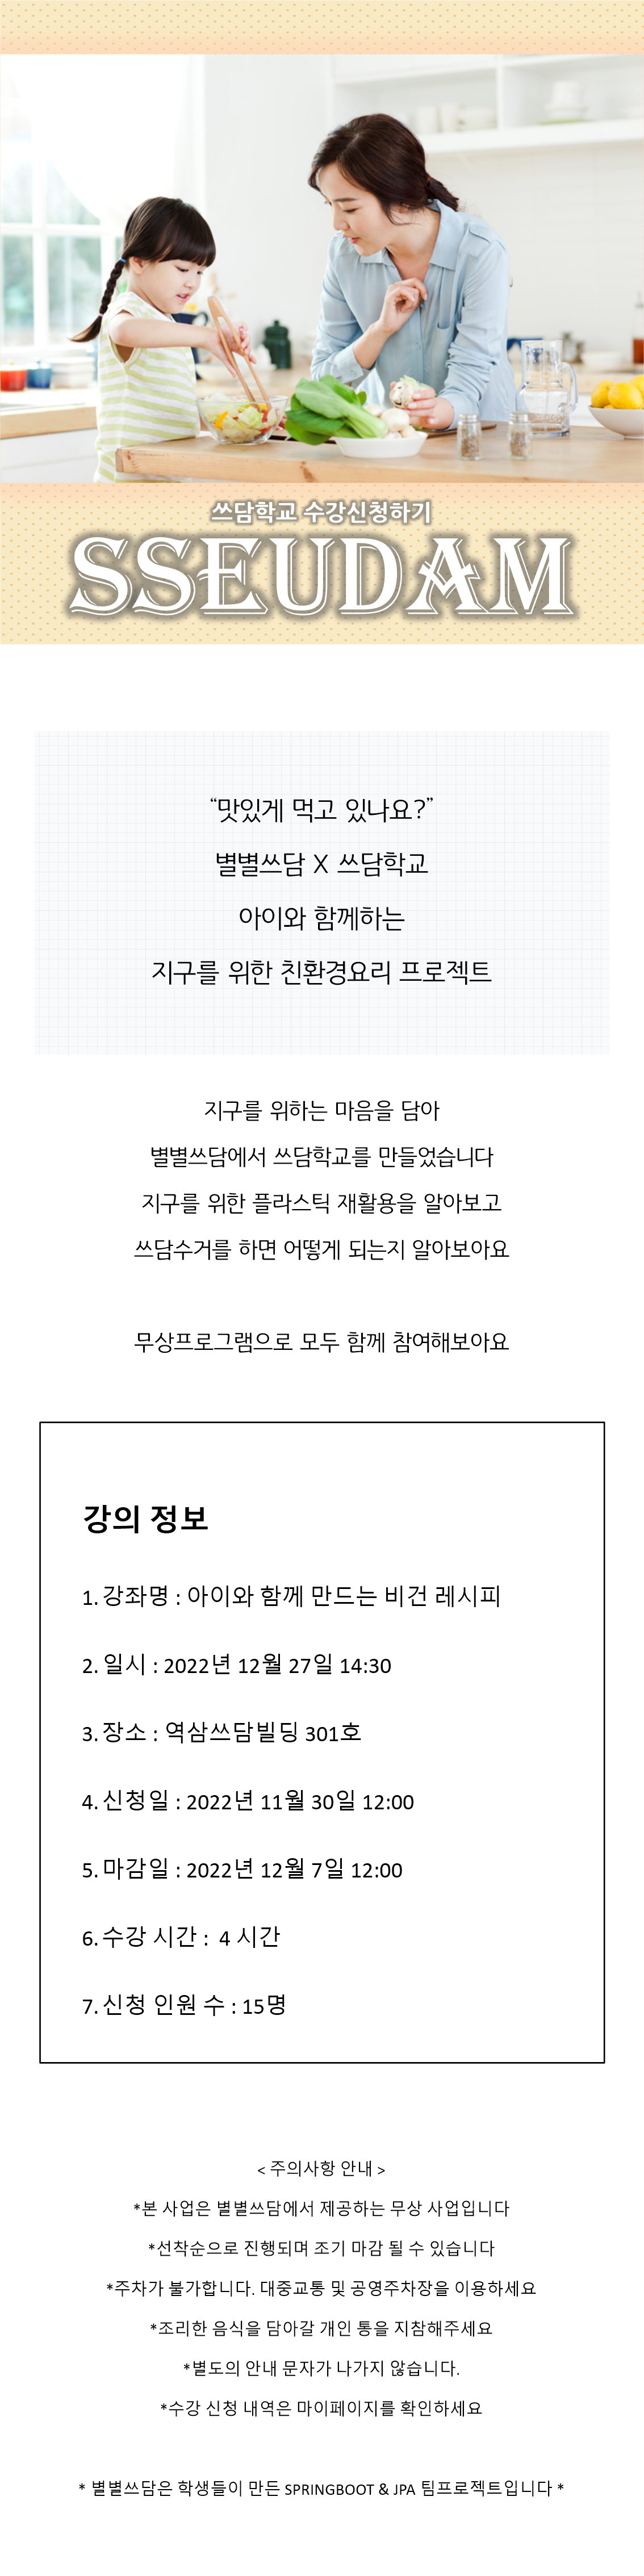 쓰담학교 수강신청하기
SSEUDAM
“맛있게 먹고 있나요?”
별별쓰담 X 쓰담학교
아이와 함께하는
지구를 위한 친환경요리 프로젝트
지구를 위하는 마음을 담아
별별쓰담에서 쓰담학교를 만들었습니다
지구를 위한 플라스틱 재활용을 알아보고
쓰담수거를 하면 어떻게 되는지 알아보아요
무상프로그램으로 모두 함께 참여해보아요
강의 정보
1. 강좌명 : 아이와 함께 만드는 비건 레시피
2. 일시 : 2022년 12월 27일 14:30
3. 장소 : 역삼쓰담빌딩 301호
4. 신청일 : 2022년 11월 30일 12:00
5. 마감일 : 2022년 12월 7일 12:00
6. 수강 시간 : 4 시간
7. 신청 인원 수 : 15명
< 주의사항 안내 >
*본 사업은 별별쓰담에서 제공하는 무상 사업입니다
*선착순으로 진행되며 조기 마감 될 수 있습니다
*주차가 불가합니다. 대중교통 및 공영주차장을 이용하세요
*조리한 음식을 담아갈 개인 통을 지참해주세요
*별도의 안내 문자가 나가지 않습니다.
*수강 신청 내역은 마이페이지를 확인하세요
* 별별쓰담은 학생들이 만든 SPRINGBOOT & JPA 팀프로젝트입니다 *